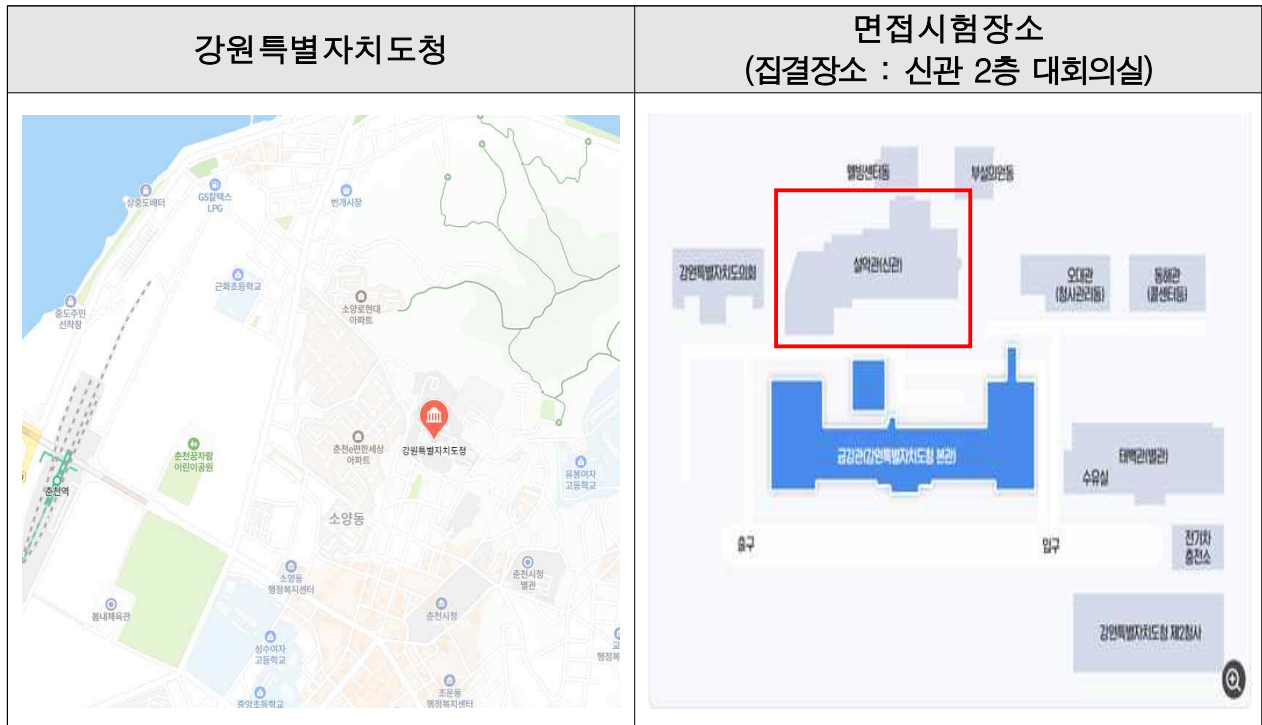 강원특별자치도청
면접시험장소
(집결장소 : 신관 2층 대회의실)
상중도배터
GS칼텍스
LPG
번개시장
근화초등학교
중도주민
선착장
소양로현대
아파트
춘천꿈자람
어린이공원
춘천e편한세상
아파트
강원특별자치도청
유봉여자
고등학교
춘천역
소양동
소양동
행정복지센터
춘천시청
별관
봄내체육관
춘천시청
성수여자
고등학교
행정복
중앙초등학교
조운동
행정복지센터
웰빙센터동
부설의원동
강원특별자치도의회
설악관(신관)
오대관
(청사관리동)
동해관
(콜센터동)
금강관(강원특별자치도청 본관)
태백관(별관)
수유실
출구
입구
전기차
충전소
강원특별자치도청 제2청사